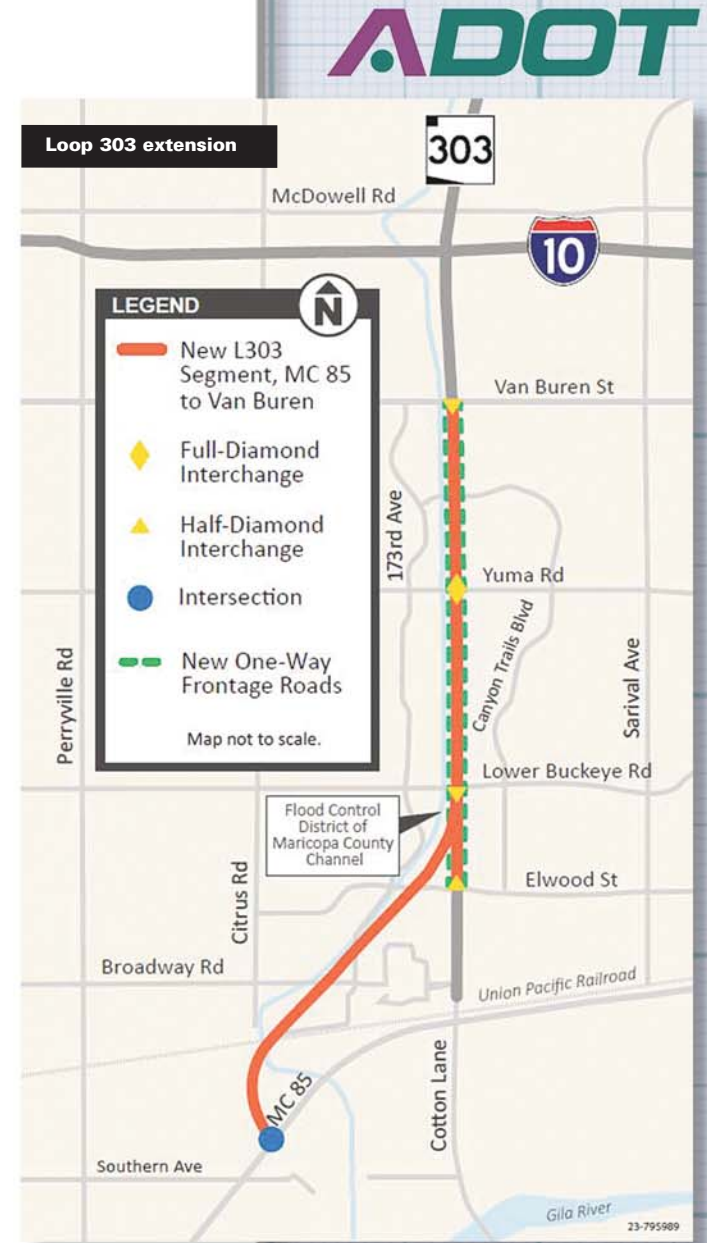 ADOT
Loop 303 extension
303
McDowell Rd
10
LEGEND
N
New L303
Segment, MC 85
to Van Buren
Full-Diamond
Interchange
Half-Diamond
Interchange
Intersection
New One-Way
Frontage Roads
Map not to scale.
Van Buren St
173rd Ave
Yuma Rd
Canyon Trails Blvd
Sarival Ave
Perryville Rd
Lower Buckeye Rd
Flood Control
District of
Maricopa County
Channel
Elwood St
Citrus Rd
Broadway Rd
Union Pacific Railroad
MC 85
Cotton Lane
Southern Ave
Gila River
23-795989